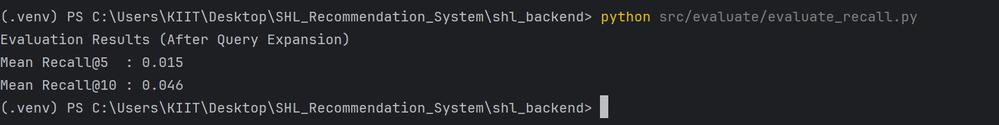 (.venv) PS C:\Users\KIIT\Desktop\SHL_Recommendation_System\shl_backend> python src/evaluate/evaluate_recall.py
Evaluation Results (After Query Expansion)
Mean Recall@5  : 0.015
Mean Recall@10 : 0.046
(.venv) PS C:\Users\KIIT\Desktop\SHL_Recommendation_System\shl_backend>